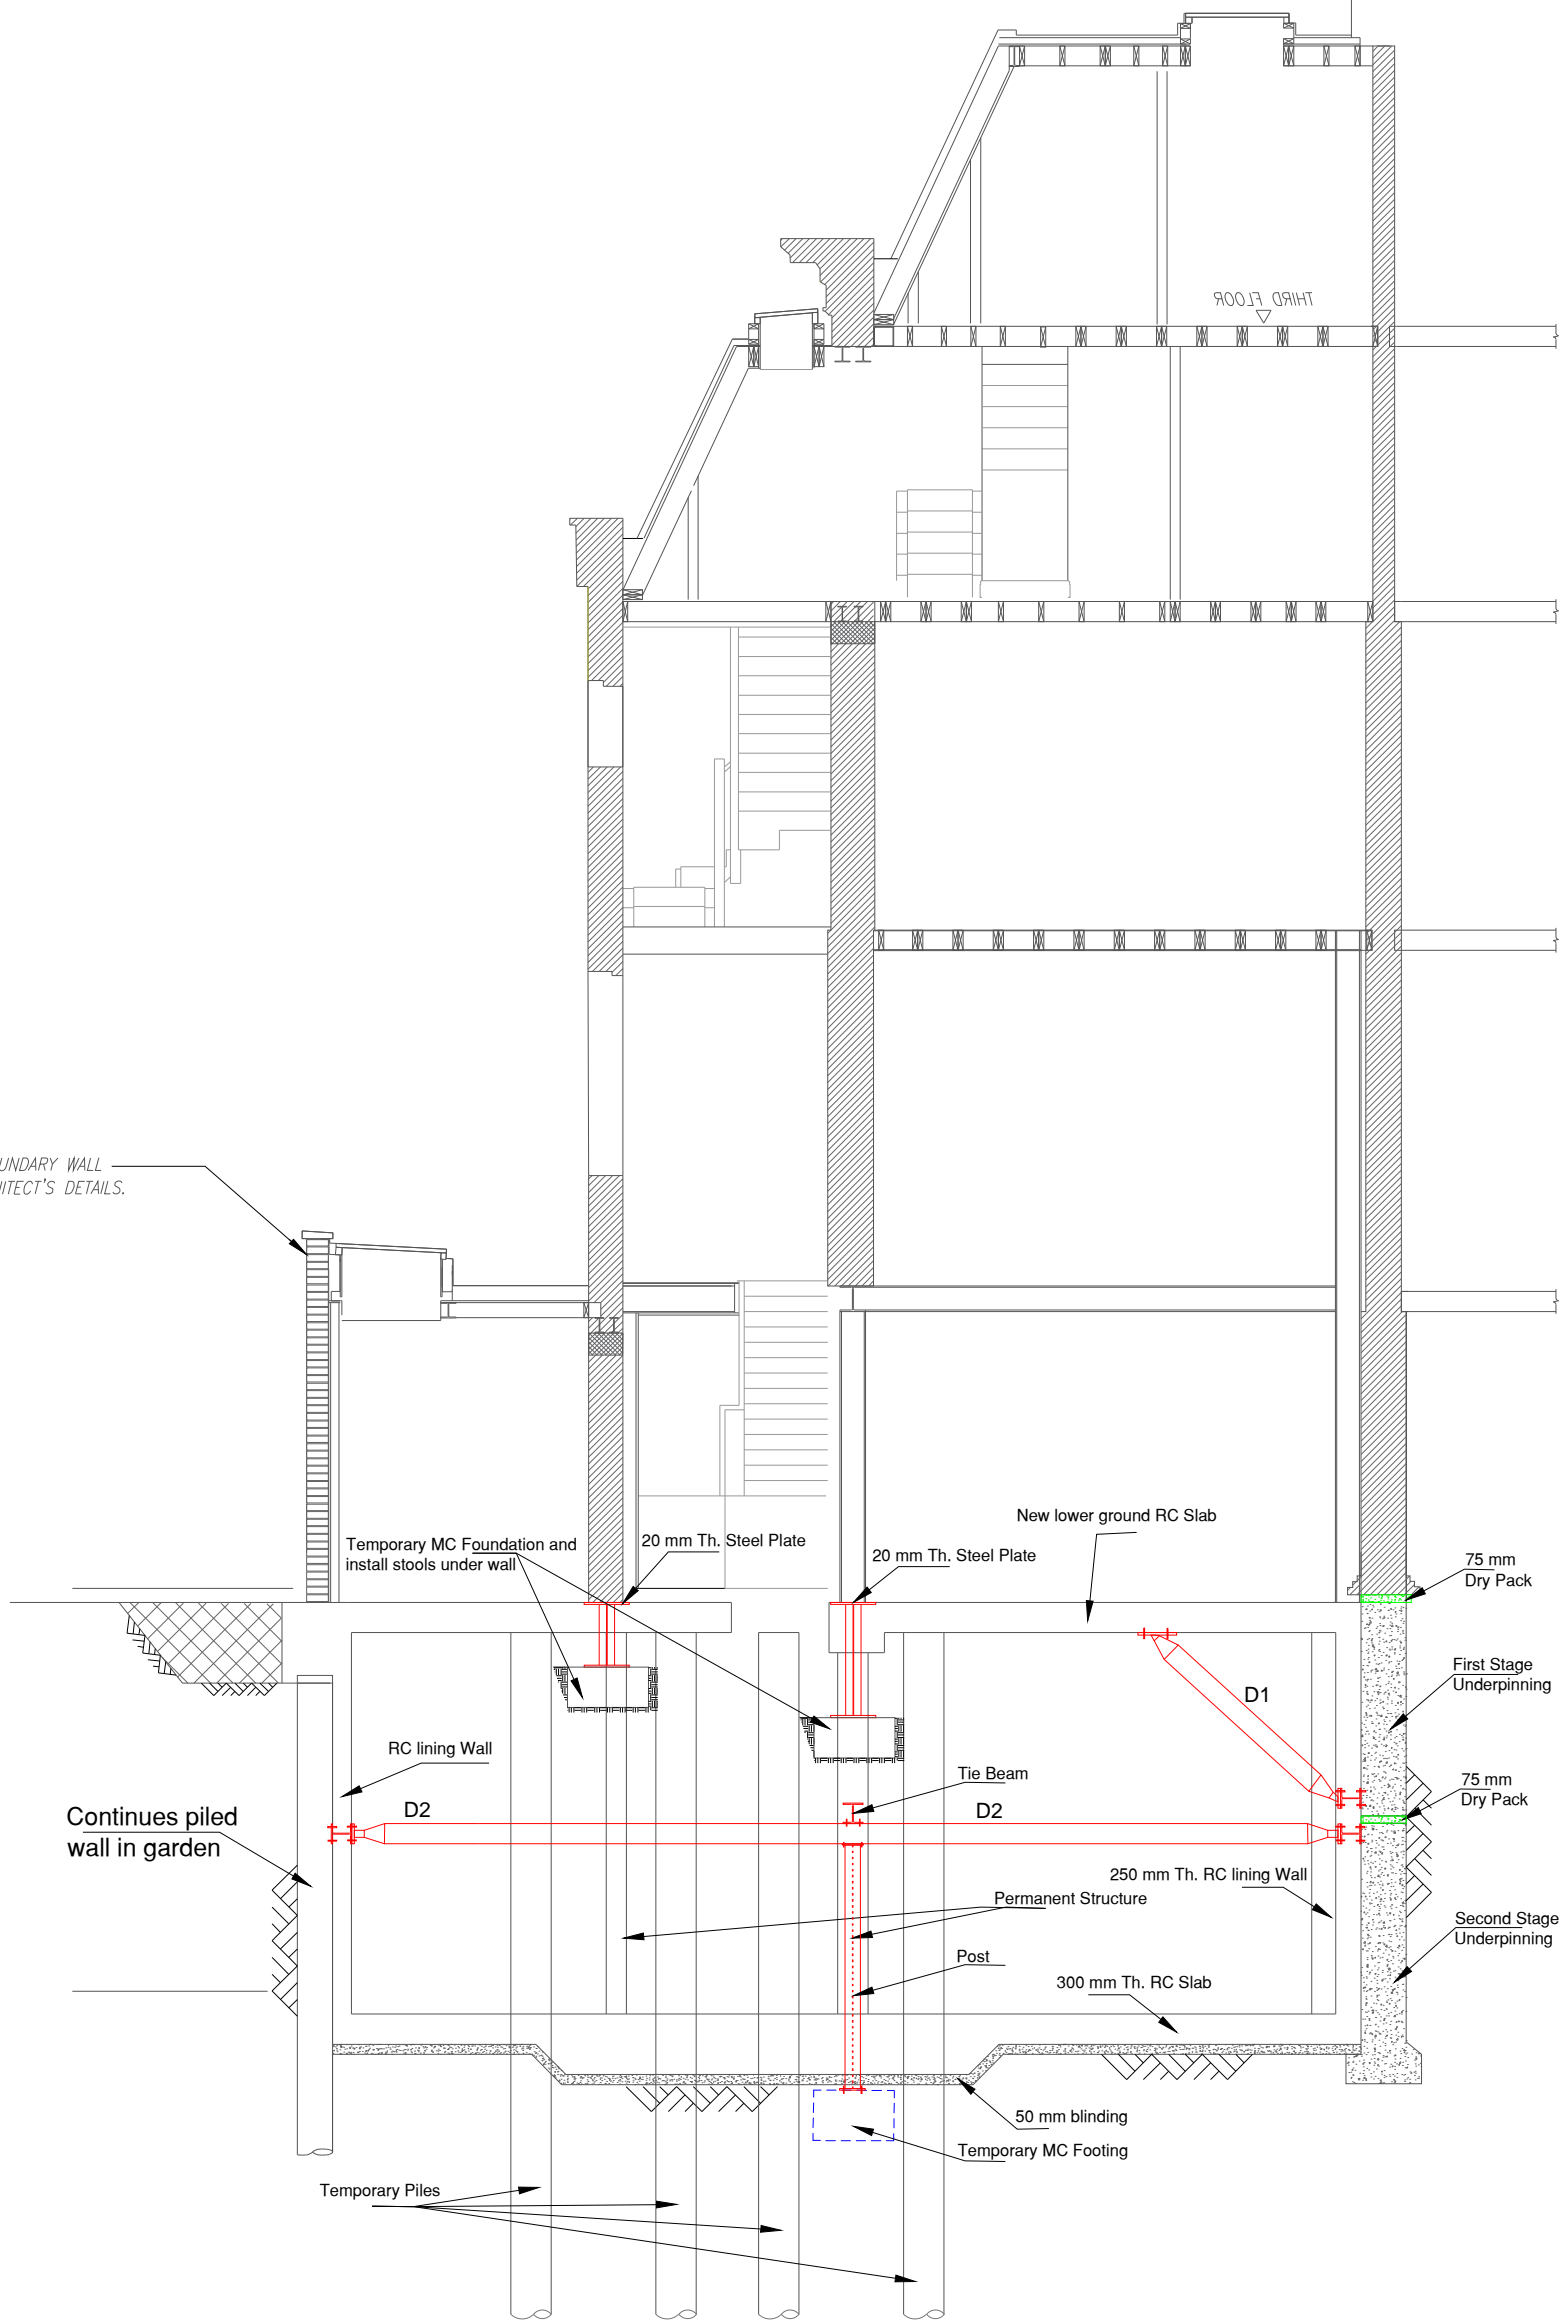 THIRD FLOOR
UNDARY WALL
ITECT'S DETAILS.
New lower ground RC Slab
Temporary MC Foundation and
install stools under wall
20 mm Th. Steel Plate
20 mm Th. Steel Plate
75 mm
Dry Pack
First Stage
Underpinning
D1
RC lining Wall
Tie Beam
75 mm
Dry Pack
Continues piled
wall in garden
D2
D2
250 mm Th. RC lining Wall
Permanent Structure
Second Stage
Underpinning
Post
300 mm Th. RC Slab
50 mm blinding
Temporary MC Footing
Temporary Piles